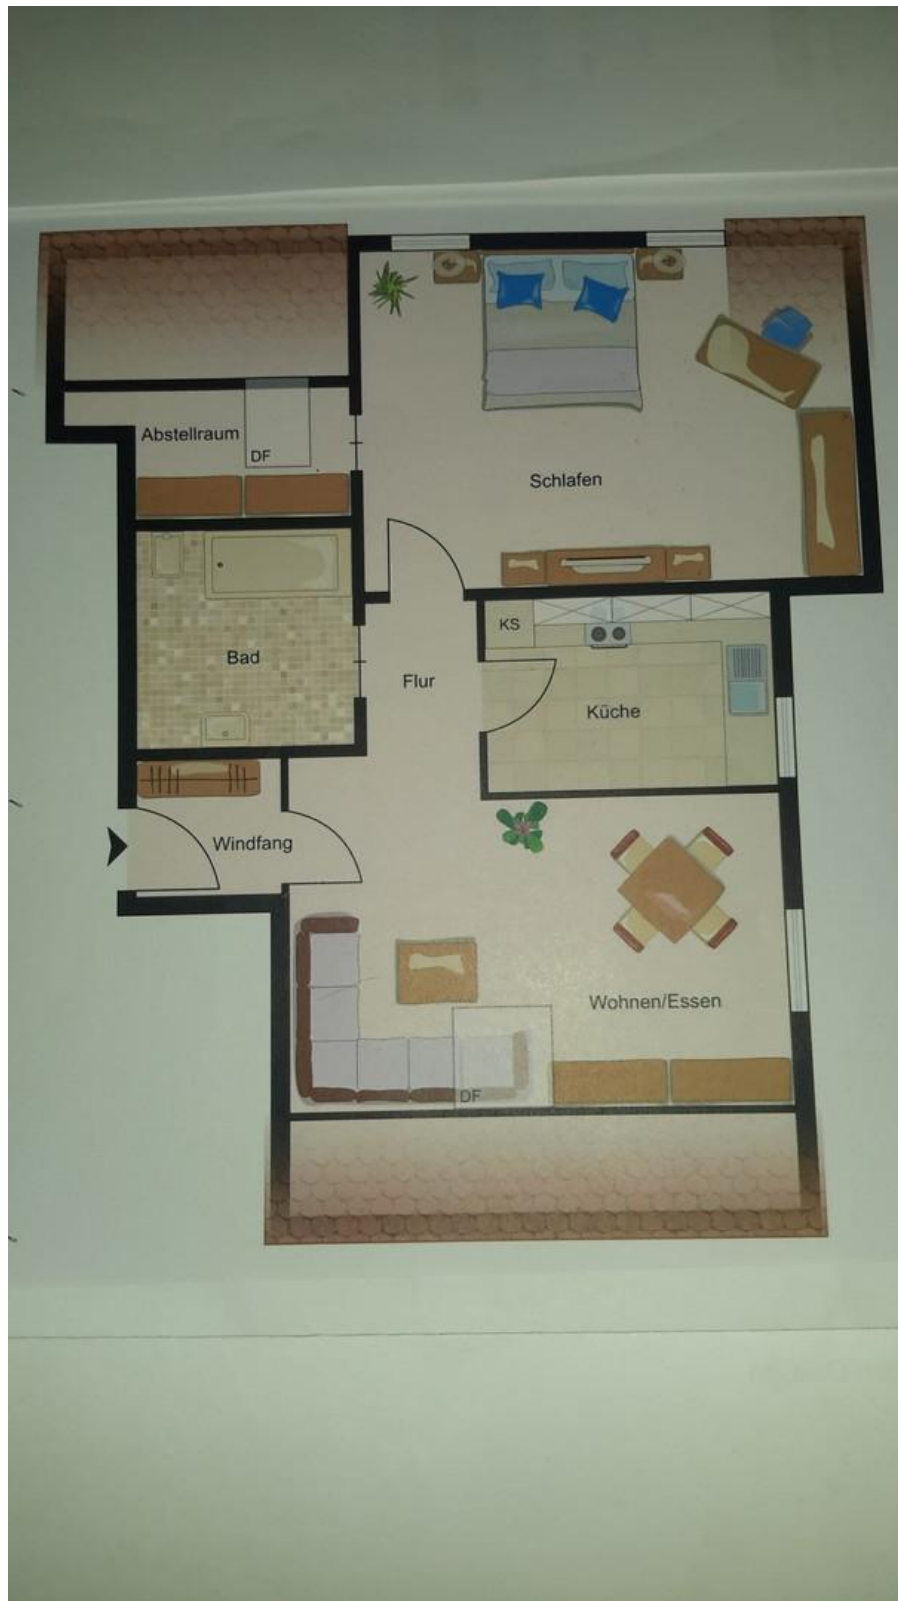 Abstellraum
DF
Schlafen
KS
Bad
Flur
Küche
Windfang
Wohnen/Essen
DF